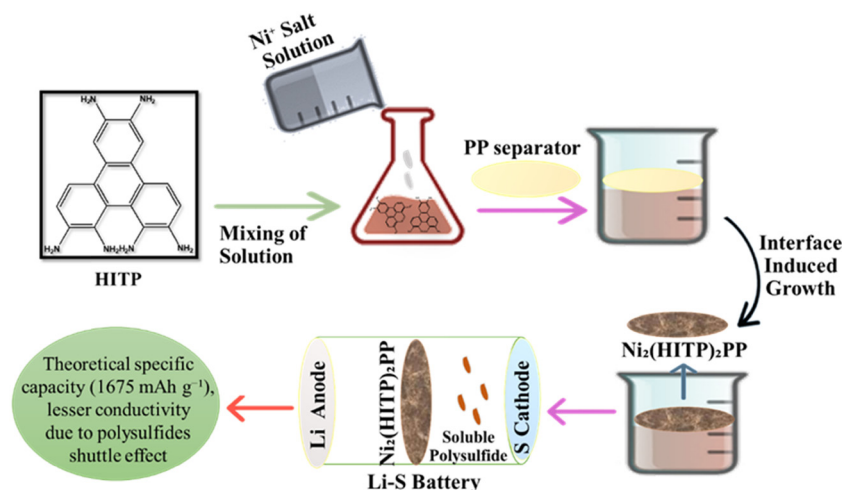 Ni⁺ Salt
Solution
H₂N
NH₂
H₂N
NH₂H₂N
NH₂
HITP
Mixing of
Solution
PP separator
Interface
Induced
Growth
Ni₂(HITP)₂PP
Theoretical specific
capacity (1675 mAh g⁻¹),
lesser conductivity
due to polysulfides
shuttle effect
Li Anode
Ni₂(HITP)₂PP
Soluble
Polysulfide
S Cathode
Li-S Battery